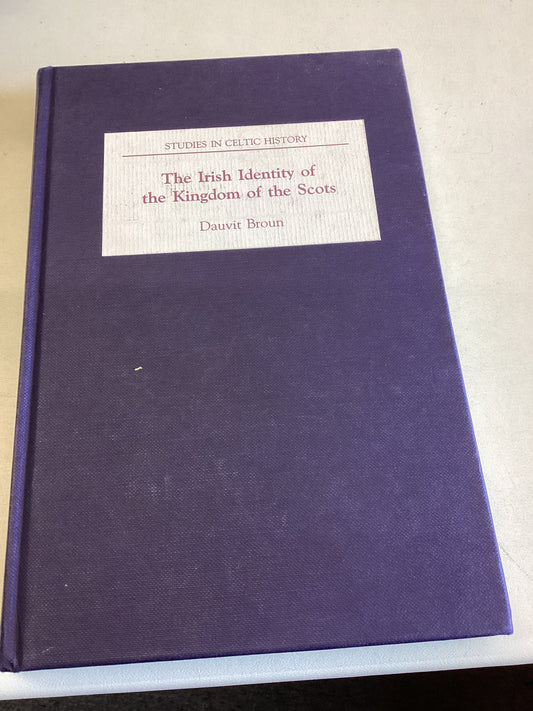 STUDIES IN CELTIC HISTORY
The Irish Identity of
the Kingdom of the Scots
Dauvit Broun